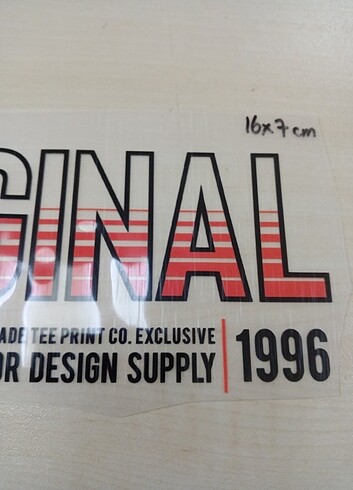 16x7cm
GINAL
ADE TEE PRINT CO. EXCLUSIVE
OR DESIGN SUPPLY
1996